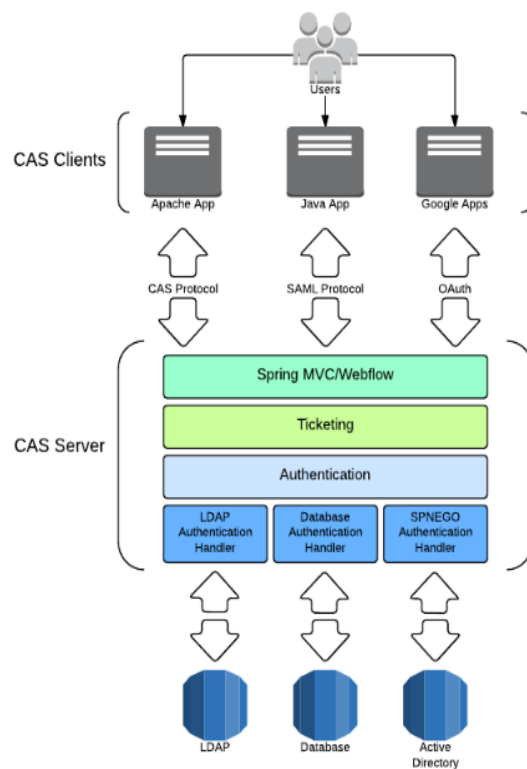 Users
CAS Clients
Apache App
Java App
Google Apps
CAS Protocol
SAML Protocol
OAuth
CAS Server
Spring MVC/Webflow
Ticketing
Authentication
LDAP
Authentication
Handler
Database
Authentication
Handler
SPNEGO
Authentication
Handler
LDAP
Database
Active
Directory